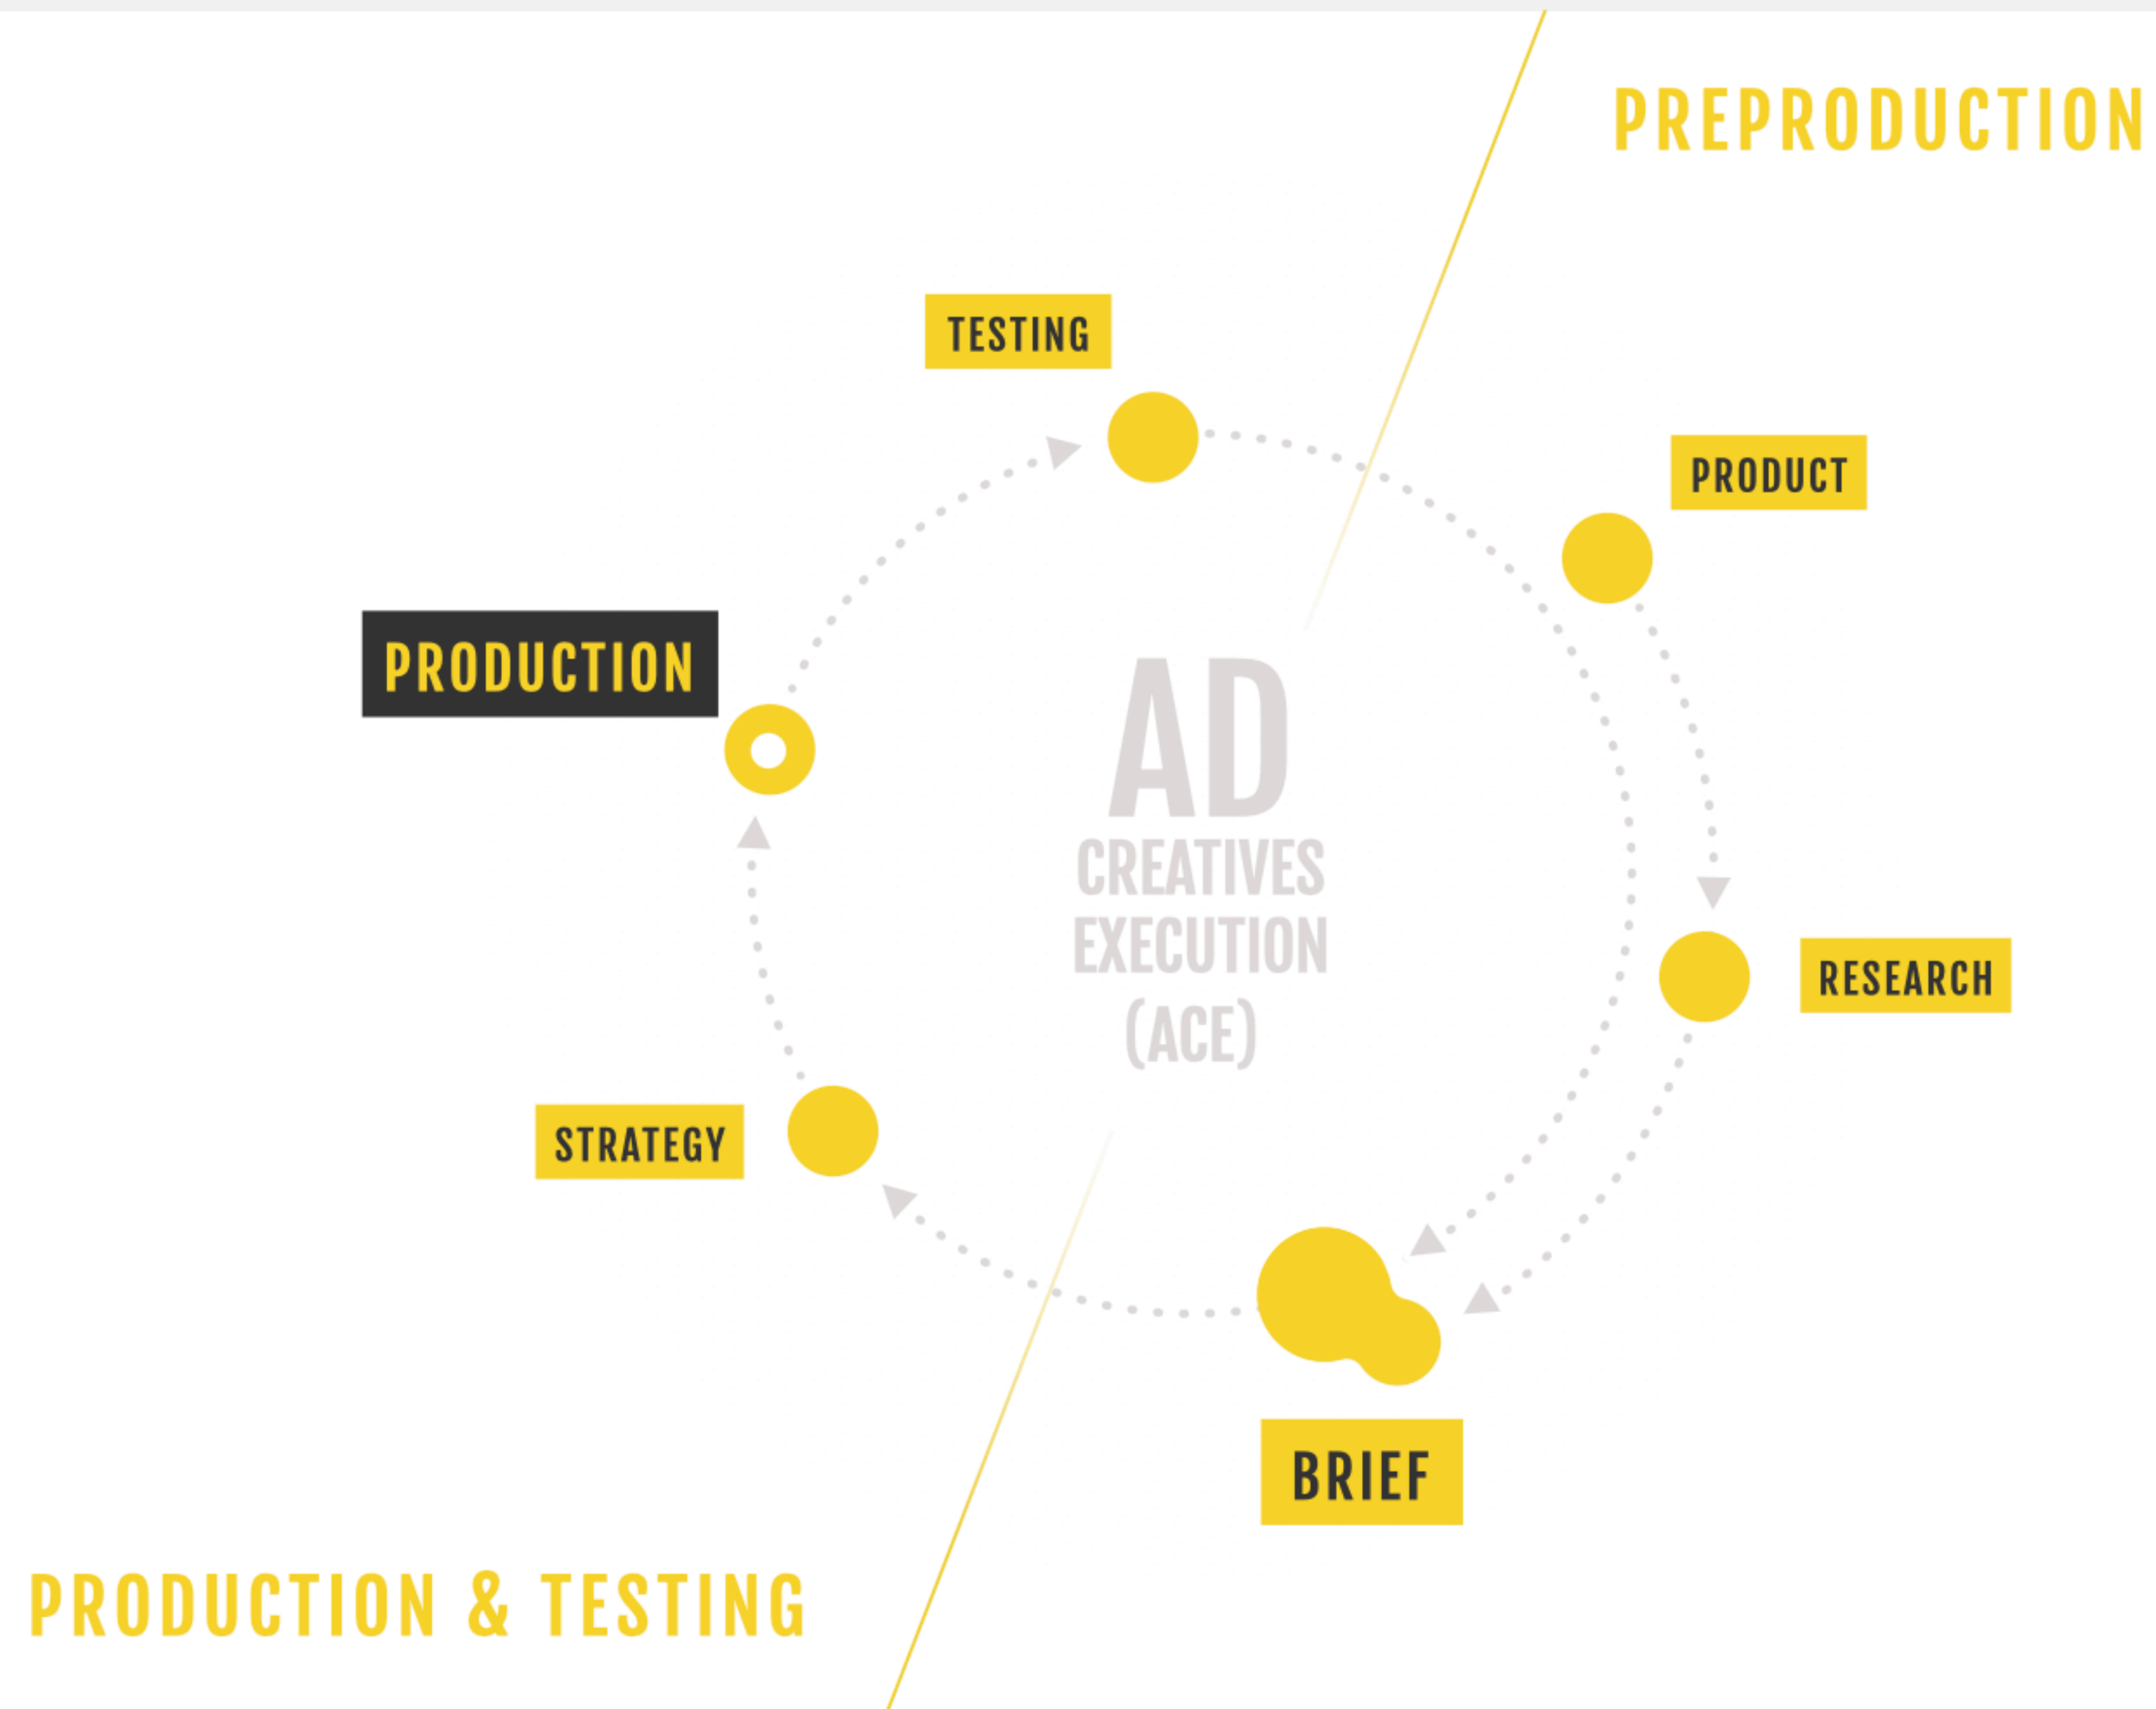 PREPRODUCTION
TESTING
PRODUCT
PRODUCTION
AD
CREATIVES
EXECUTION
(ACE)
RESEARCH
STRATEGY
BRIEF
PRODUCTION & TESTING